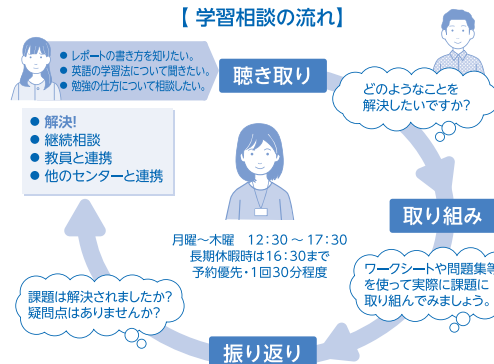 【 学習相談の流れ】
● レポートの書き方を知りたい。
● 英語の学習法について聞きたい。
● 勉強の仕方について相談したい。
聴き取り
どのようなことを
解決したいですか?
● 解決!
● 継続相談
● 教員と連携
● 他のセンターと連携
取り組み
月曜～木曜　12：30 ～ 17：30
長期休暇時は16：30まで
予約優先・1回30分程度
ワークシートや問題集等
を使って実際に課題に
取り組んでみましょう。
課題は解決されましたか?
疑問点はありませんか?
振り返り